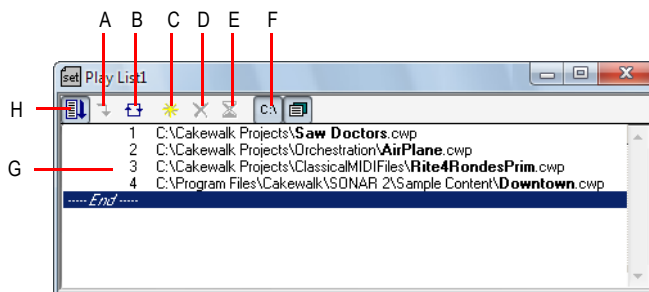 A B C D E F
set Play List1
H C:\
1 C:\Cakewalk Projects\Saw Doctors.cwp
2 C:\Cakewalk Projects\Orchestration\AirPlane.cwp
G 3 C:\Cakewalk Projects\ClassicalMIDIFiles\Rite4RondesPrim.cwp
4 C:\Program Files\Cakewalk\SONAR 2\Sample Content\Downtown.cwp
----- End -----